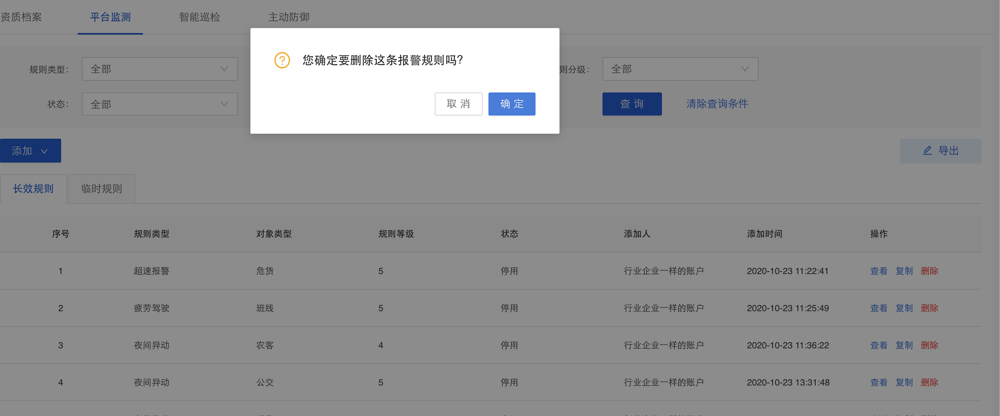 资质档案 平台监测 智能巡检 主动防御
您确定要删除这条报警规则吗?
规则类型: 全部 则分级: 全部
状态: 全部 取 消 确 定 查 询 清除查询条件
添加 导出
长效规则 临时规则
序号 规则类型 对象类型 规则等级 状态 添加人 添加时间 操作
1 超速报警 危货 5 停用 行业企业一样的账户 2020-10-23 11:22:41 查看 复制 删除
2 疲劳驾驶 班线 5 停用 行业企业一样的账户 2020-10-23 11:25:49 查看 复制 删除
3 夜间异动 农客 4 停用 行业企业一样的账户 2020-10-23 11:36:22 查看 复制 删除
4 夜间异动 公交 5 停用 行业企业一样的账户 2020-10-23 13:31:48 查看 复制 删除